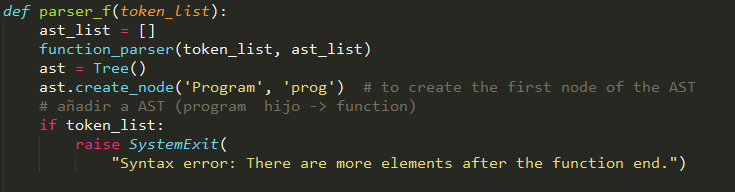 def parser_f(token_list):
    ast_list = []
    function_parser(token_list, ast_list)
    ast = Tree()
    ast.create_node('Program', 'prog')  # to create the first node of the AST
    # añadir a AST (program  hijo -> function)
    if token_list:
        raise SystemExit(
            "Syntax error: There are more elements after the function end.")